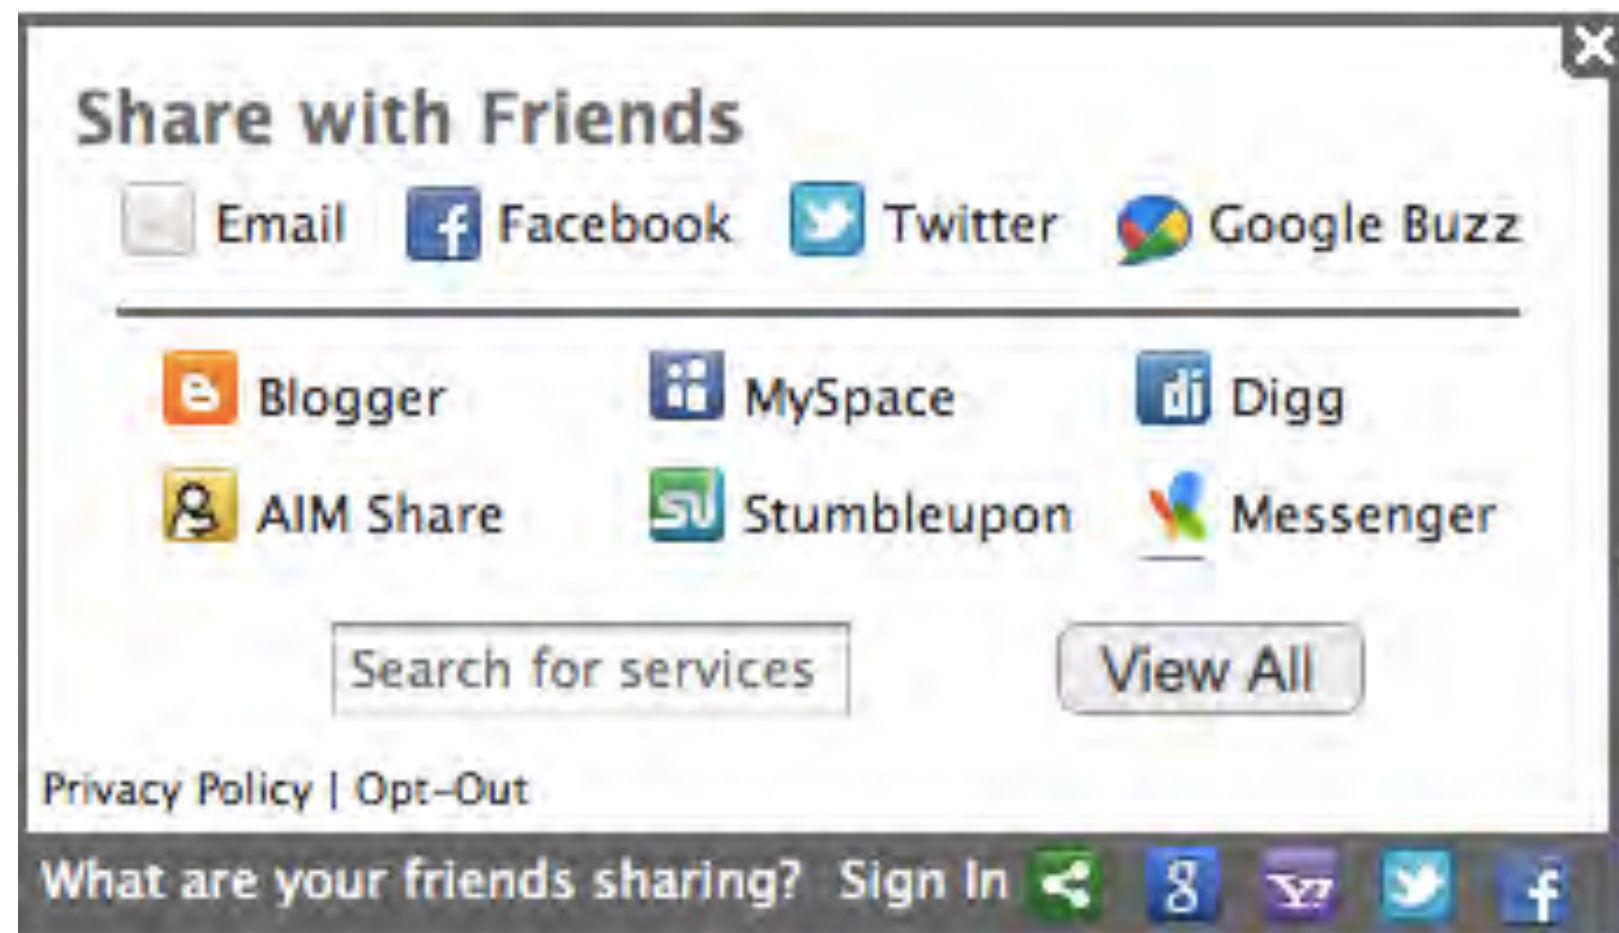 Share with Friends
Email Facebook Twitter Google Buzz
Blogger MySpace Digg
AIM Share Stumbleupon Messenger
Search for services View All
Privacy Policy | Opt-Out
What are your friends sharing? Sign In